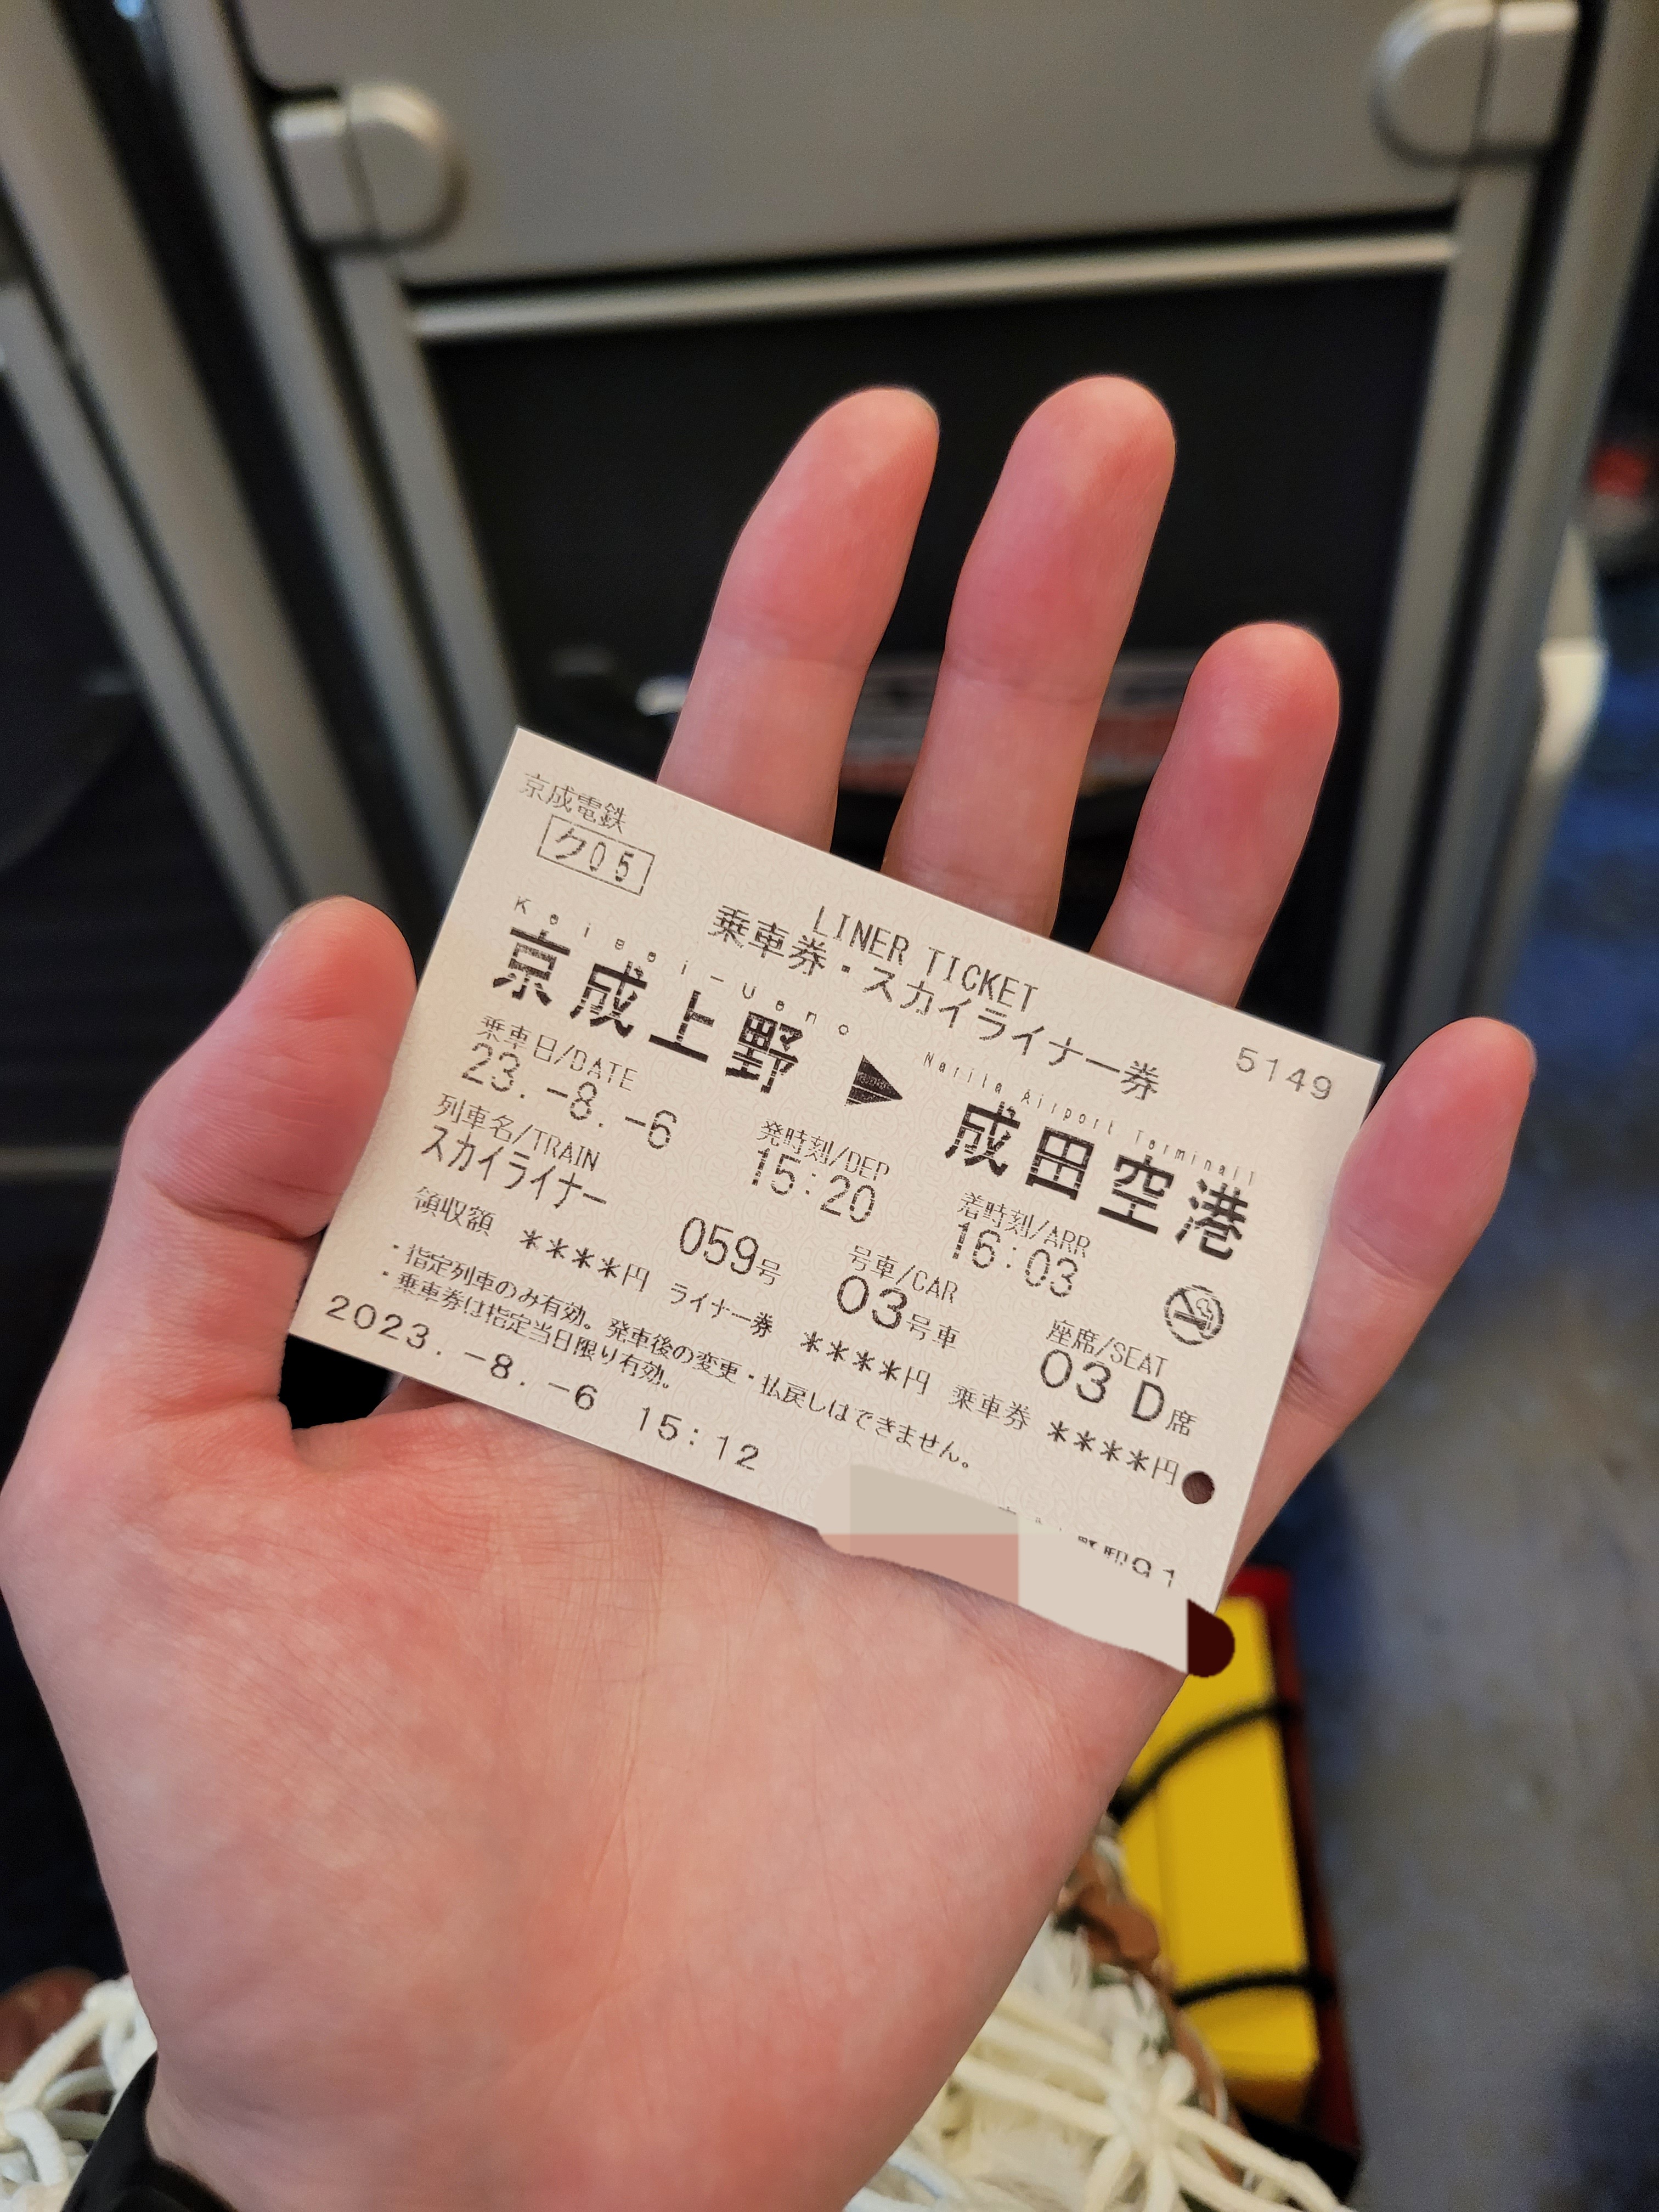 京成電鉄
ク05
5149
LINER TICKET
乗車券・スカイライナー券
Keisei-Ueno
京成上野 ▶ 成田空港
Narita Airport Terminal1
乗車日/DATE 発時刻/DEP 着時刻/ARR
23.-8.-6 15:20 16:03
列車名/TRAIN 号車/CAR 座席/SEAT
スカイライナー 059号 03号車 03 D席
領収額 ****円 ライナー券 ****円 乗車券 ****円
・指定列車のみ有効。発車後の変更・払戻しはできません。
・乗車券は指定当日限り有効。
2023.-8.-6 15:12